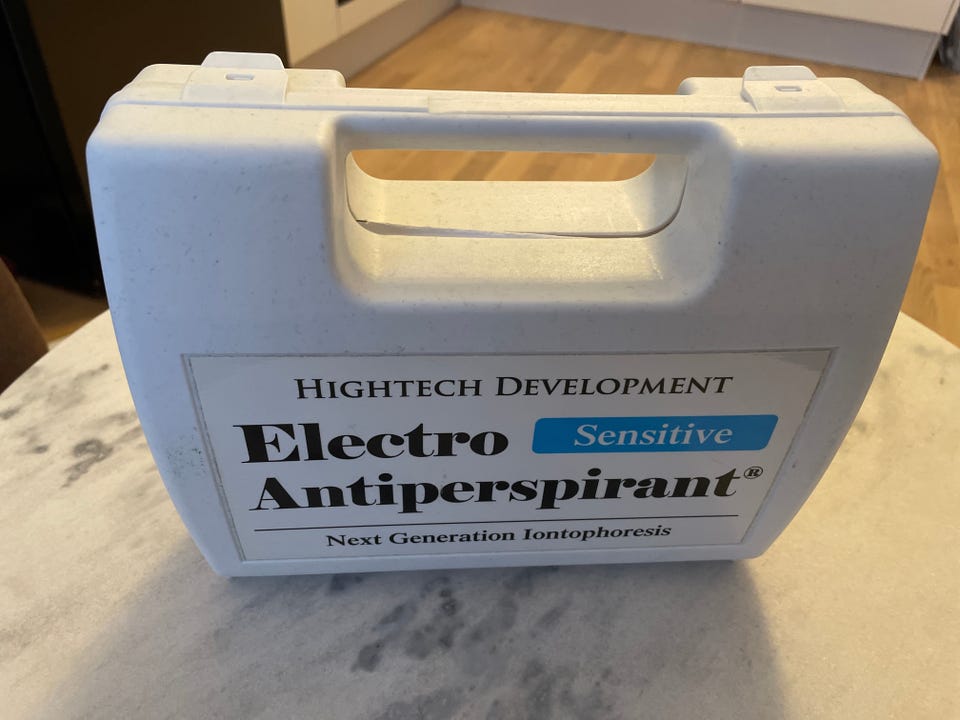 Hightech Development
Electro Sensitive
Antiperspirant®
Next Generation Iontophoresis